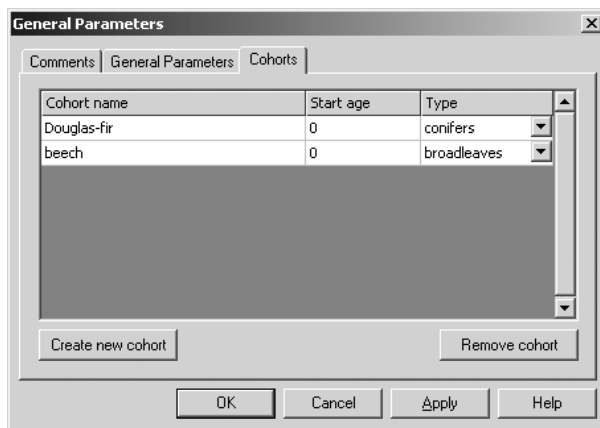 General Parameters
Comments General Parameters Cohorts
Cohort name Start age Type
Douglas-fir 0 conifers
beech 0 broadleaves
Create new cohort Remove cohort
OK Cancel Apply Help